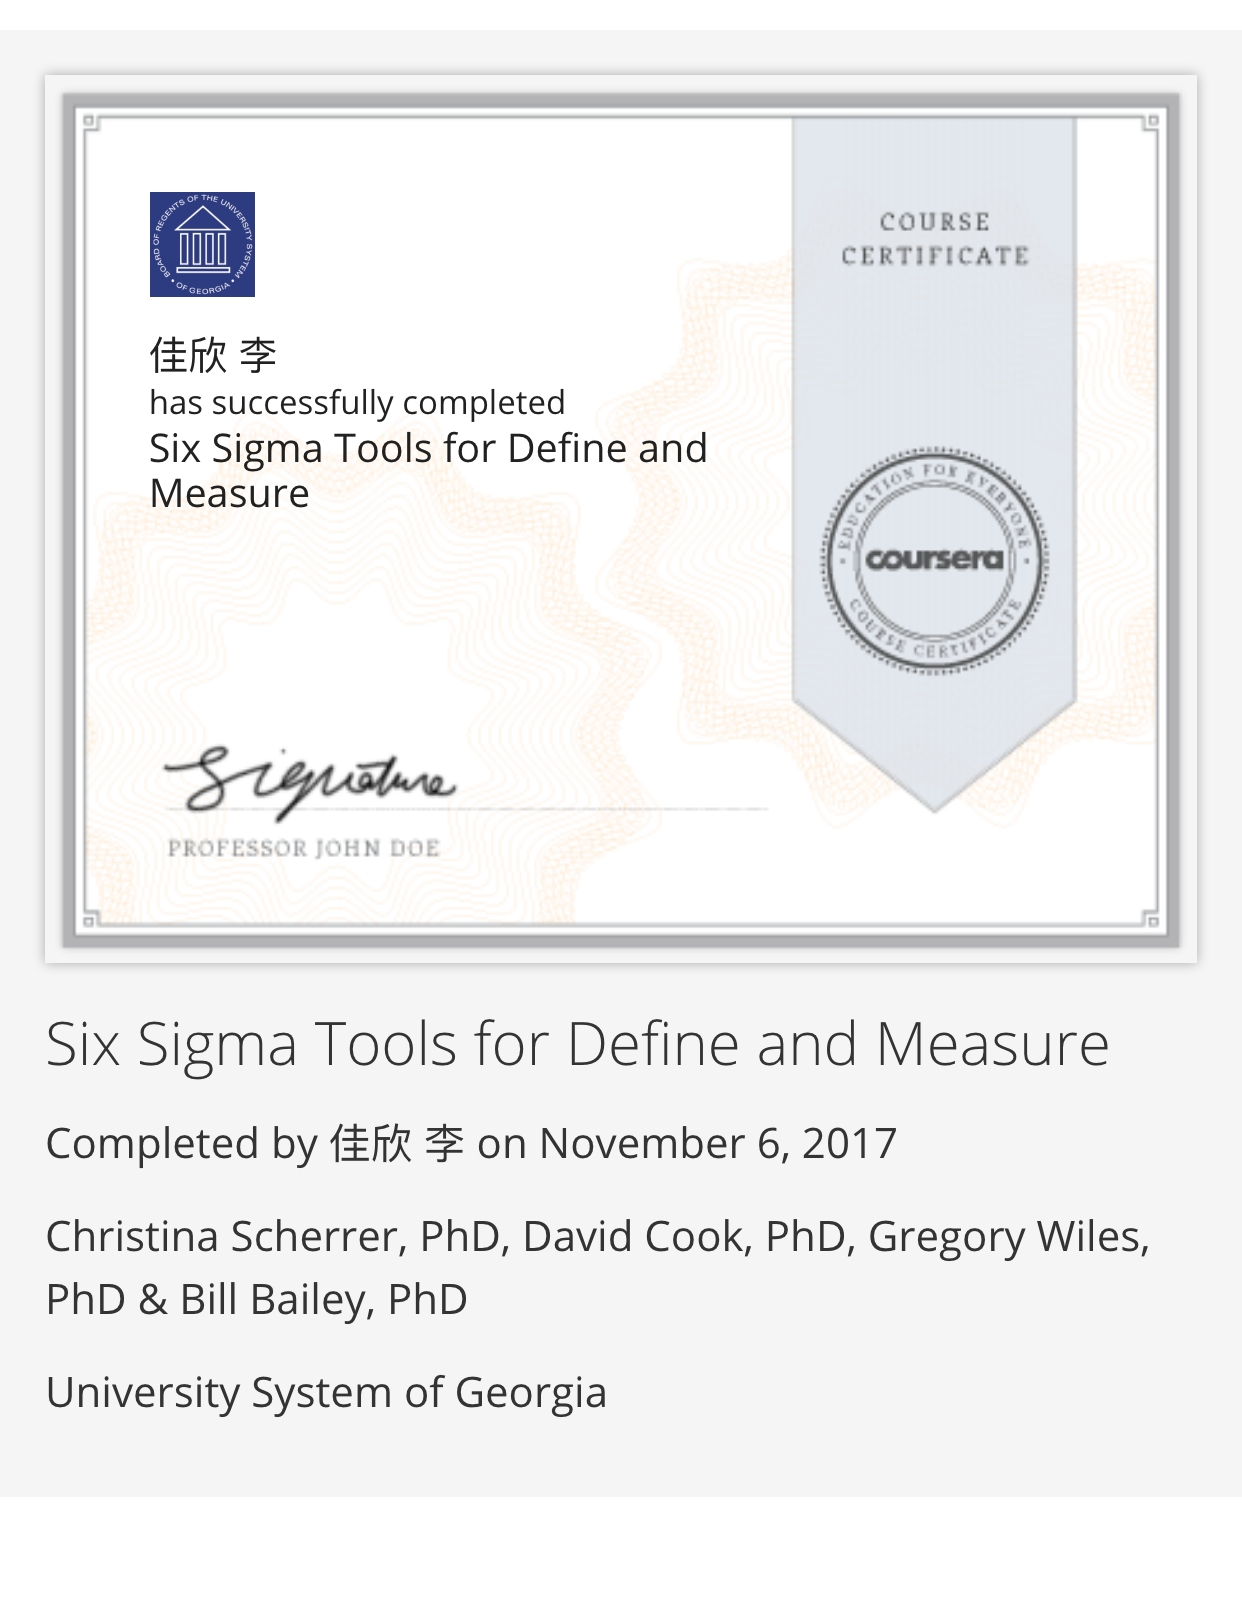 BOARD OF REGENTS OF THE UNIVERSITY SYSTEM
• OF GEORGIA •
佳欣 李
has successfully completed
Six Sigma Tools for Define and
Measure
Signature
PROFESSOR JOHN DOE
COURSE
CERTIFICATE
• EDUCATION FOR EVERYONE •
coursera
COURSE CERTIFICATE
Six Sigma Tools for Define and Measure
Completed by 佳欣 李 on November 6, 2017
Christina Scherrer, PhD, David Cook, PhD, Gregory Wiles,
PhD & Bill Bailey, PhD
University System of Georgia